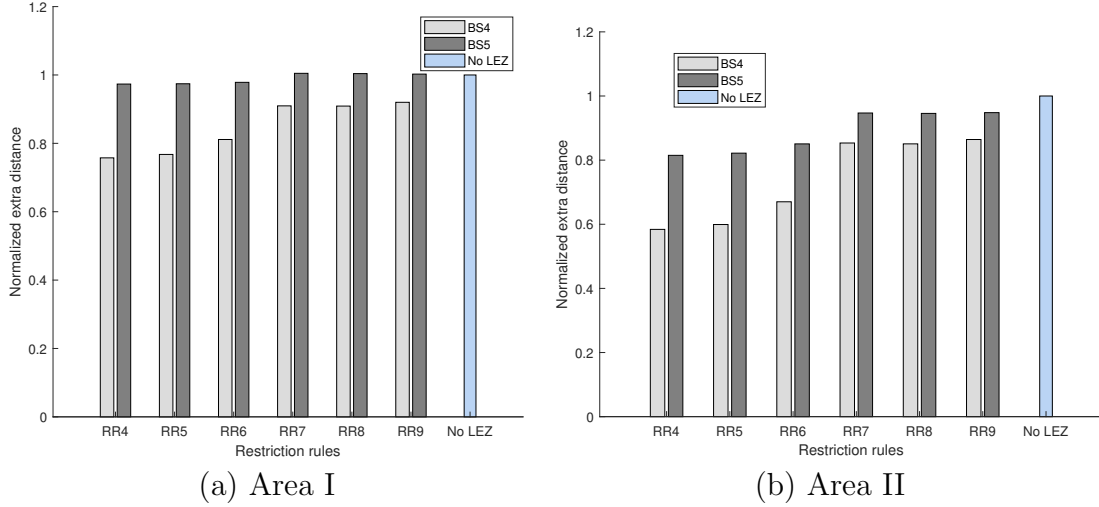 1.2
1
0.8
0.6
0.4
0.2
0
Normalized extra distance
BS4
BS5
No LEZ
RR4 RR5 RR6 RR7 RR8 RR9 No LEZ
Restriction rules
(a) Area I
1.2
1
0.8
0.6
0.4
0.2
0
Normalized extra distance
BS4
BS5
No LEZ
RR4 RR5 RR6 RR7 RR8 RR9 No LEZ
Restriction rules
(b) Area II